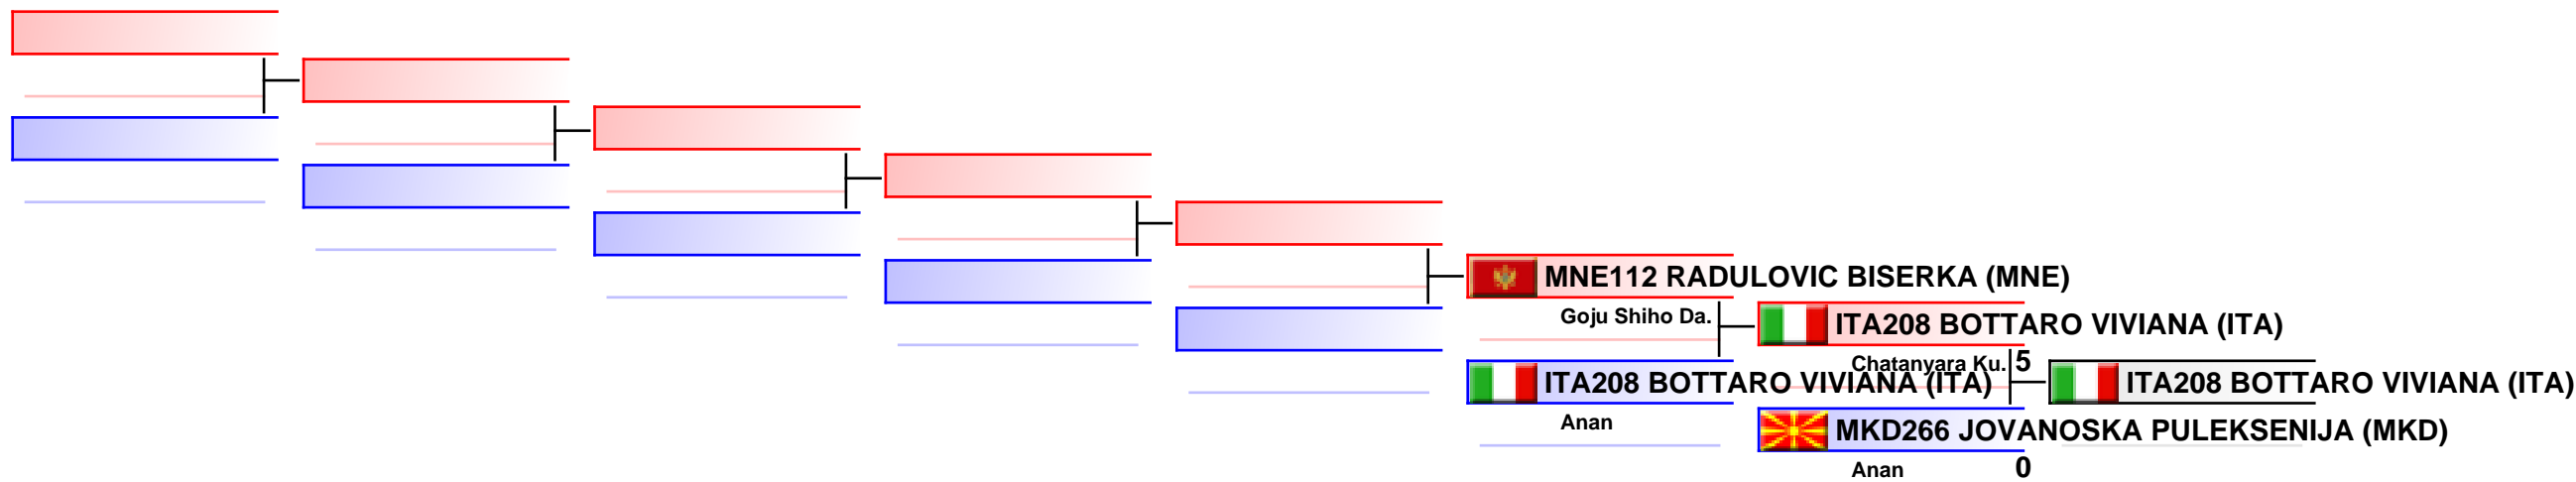 MNE112 RADULOVIC BISERKA (MNE)
Goju Shiho Da.
ITA208 BOTTARO VIVIANA (ITA)
Anan
ITA208 BOTTARO VIVIANA (ITA)
Chatanyara Ku. 5
MKD266 JOVANOSKA PULEKSENIJA (MKD)
Anan 0
ITA208 BOTTARO VIVIANA (ITA)